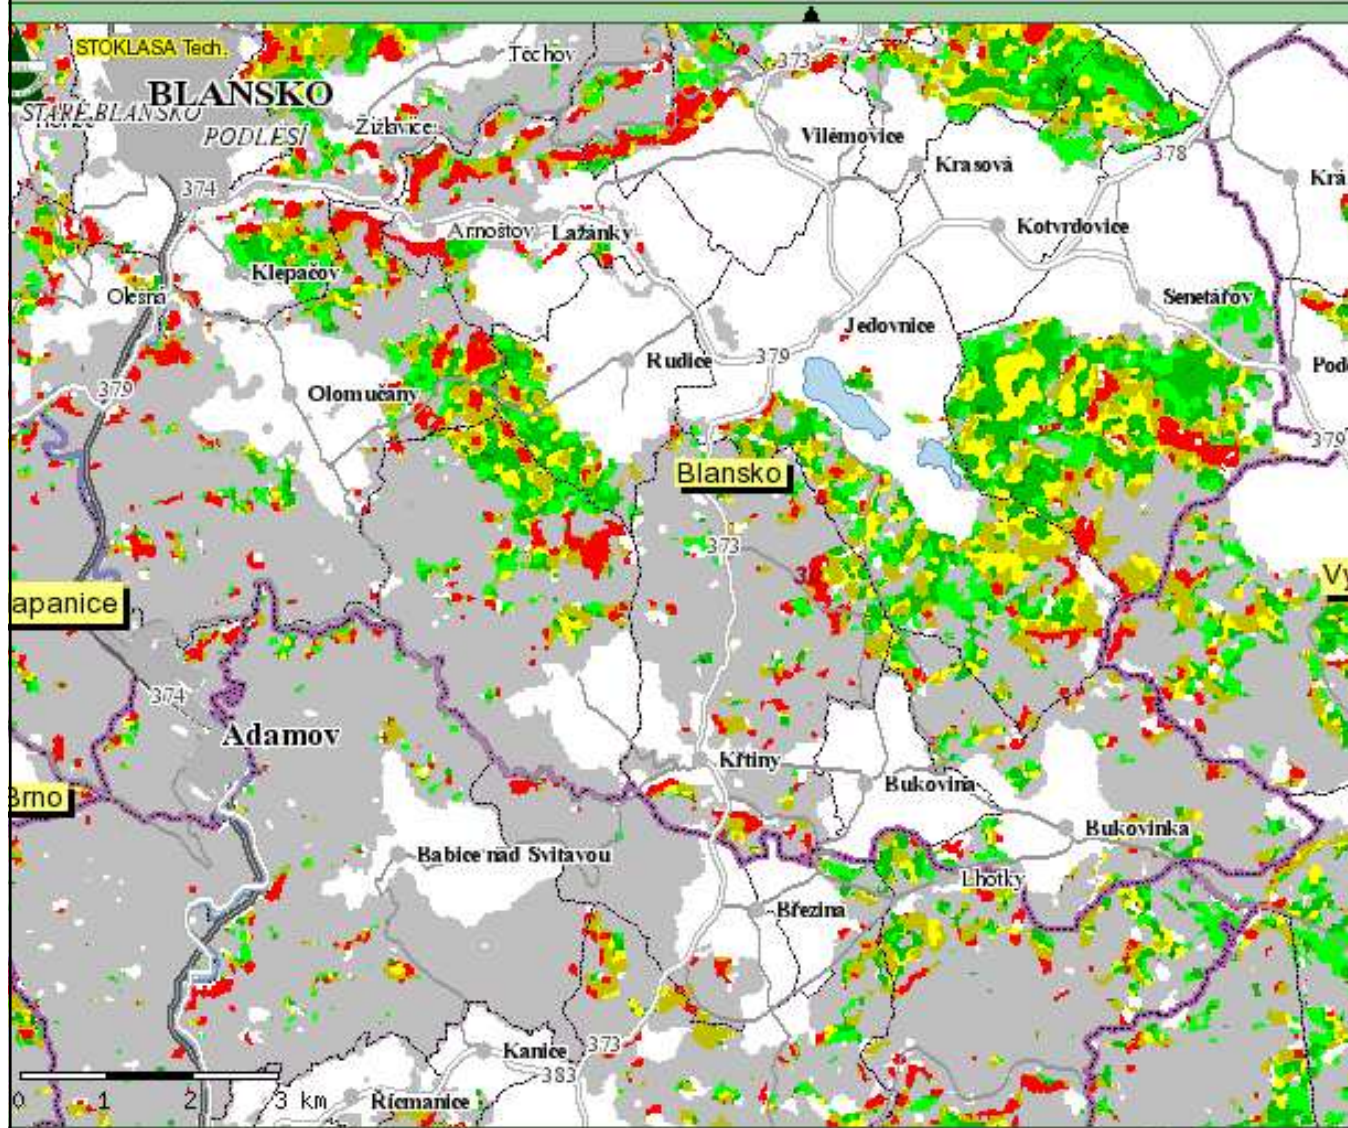 STOKLASA Tech.
Těchov
373
BLANSKO
STARÉ BLANSKO
PODLESÍ
Žižlavice
Vilémovice
378
Krasová
374
Krá
Arnoštov
Lažánky
Kotvrdovice
Klepačov
Olesná
Senetářov
Jedovnice
Rudice
379
Pod
379
Olomučany
379
Blansko
373
Vy
apanice
374
Adamov
Křtiny
Bukovina
Brno
Bukovinka
Babice nad Svitavou
Lhotky
Březina
Kanice
373
383
0 1 2 3 km
Řícmanice